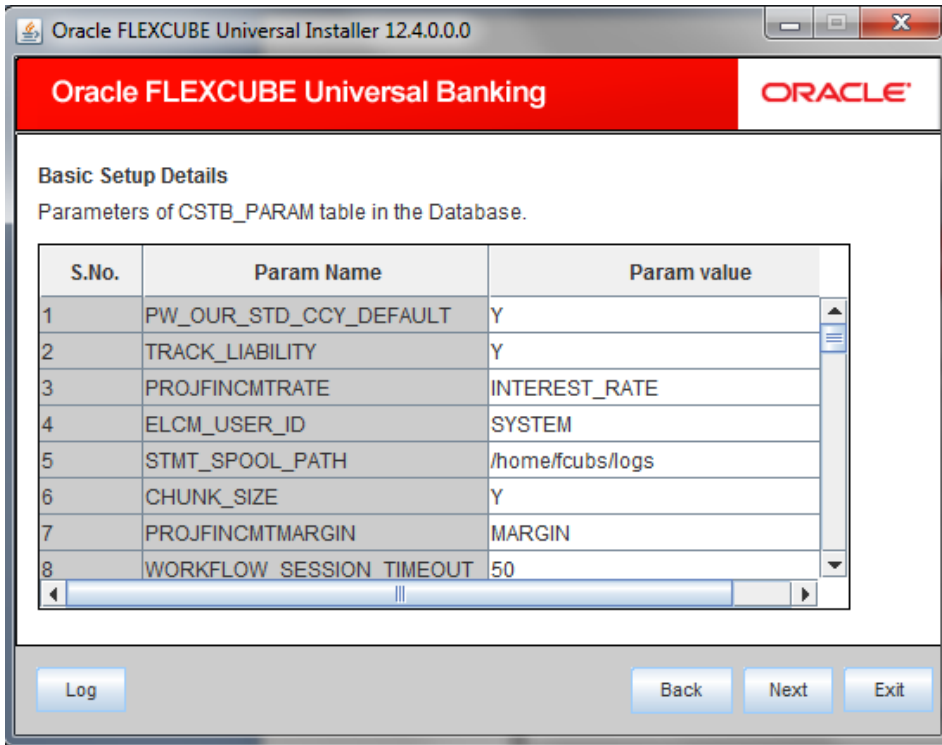 Oracle FLEXCUBE Universal Installer 12.4.0.0.0
Oracle FLEXCUBE Universal Banking
ORACLE
Basic Setup Details
Parameters of CSTB_PARAM table in the Database.
S.No. Param Name Param value
1 PW_OUR_STD_CCY_DEFAULT Y
2 TRACK_LIABILITY Y
3 PROJFINCMTRATE INTEREST_RATE
4 ELCM_USER_ID SYSTEM
5 STMT_SPOOL_PATH /home/fcubs/logs
6 CHUNK_SIZE Y
7 PROJFINCMTMARGIN MARGIN
8 WORKFLOW_SESSION_TIMEOUT 50
Log Back Next Exit